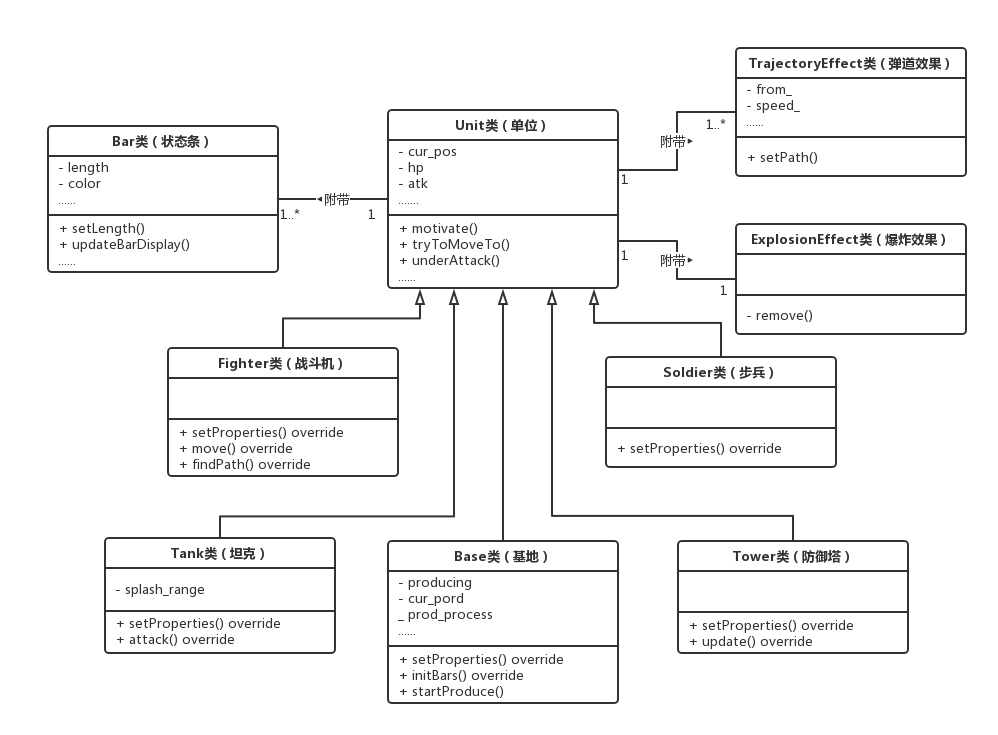 TrajectoryEffect类 ( 弹道效果 )
- from_
- speed_
......
+ setPath()
Unit类 ( 单位 )
- cur_pos
- hp
- atk
.......
+ motivate()
+ tryToMoveTo()
+ underAttack()
......
Bar类 ( 状态条 )
- length
- color
......
+ setLength()
+ updateBarDisplay()
......
1..*
附带
1
1
附带
1..*
1
附带
1
ExplosionEffect类 ( 爆炸效果 )
- remove()
Fighter类 ( 战斗机 )
+ setProperties() override
+ move() override
+ findPath() override
Soldier类 ( 步兵 )
+ setProperties() override
Tank类 ( 坦克 )
- splash_range
+ setProperties() override
+ attack() override
Base类 ( 基地 )
- producing
- cur_pord
_ prod_process
......
+ setProperties() override
+ initBars() override
+ startProduce()
Tower类 ( 防御塔 )
+ setProperties() override
+ update() override